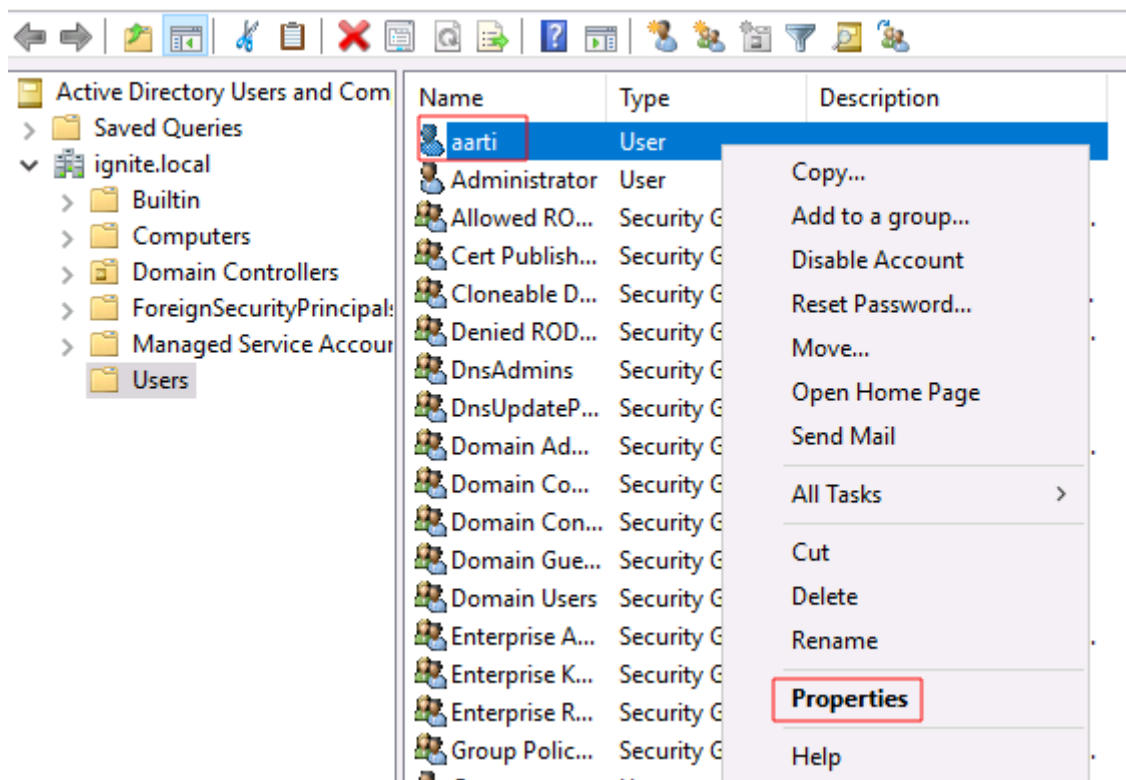 Active Directory Users and Com
Saved Queries
ignite.local
Builtin
Computers
Domain Controllers
ForeignSecurityPrincipal
Managed Service Accour
Users
Name Type Description
aarti User
Administrator User
Allowed RO... Security G
Cert Publish... Security G
Cloneable D... Security G
Denied ROD... Security G
DnsAdmins Security G
DnsUpdateP... Security G
Domain Ad... Security G
Domain Co... Security G
Domain Con... Security G
Domain Gue... Security G
Domain Users Security G
Enterprise A... Security G
Enterprise K... Security G
Enterprise R... Security G
Group Polic... Security G
Copy...
Add to a group...
Disable Account
Reset Password...
Move...
Open Home Page
Send Mail
All Tasks
Cut
Delete
Rename
Properties
Help